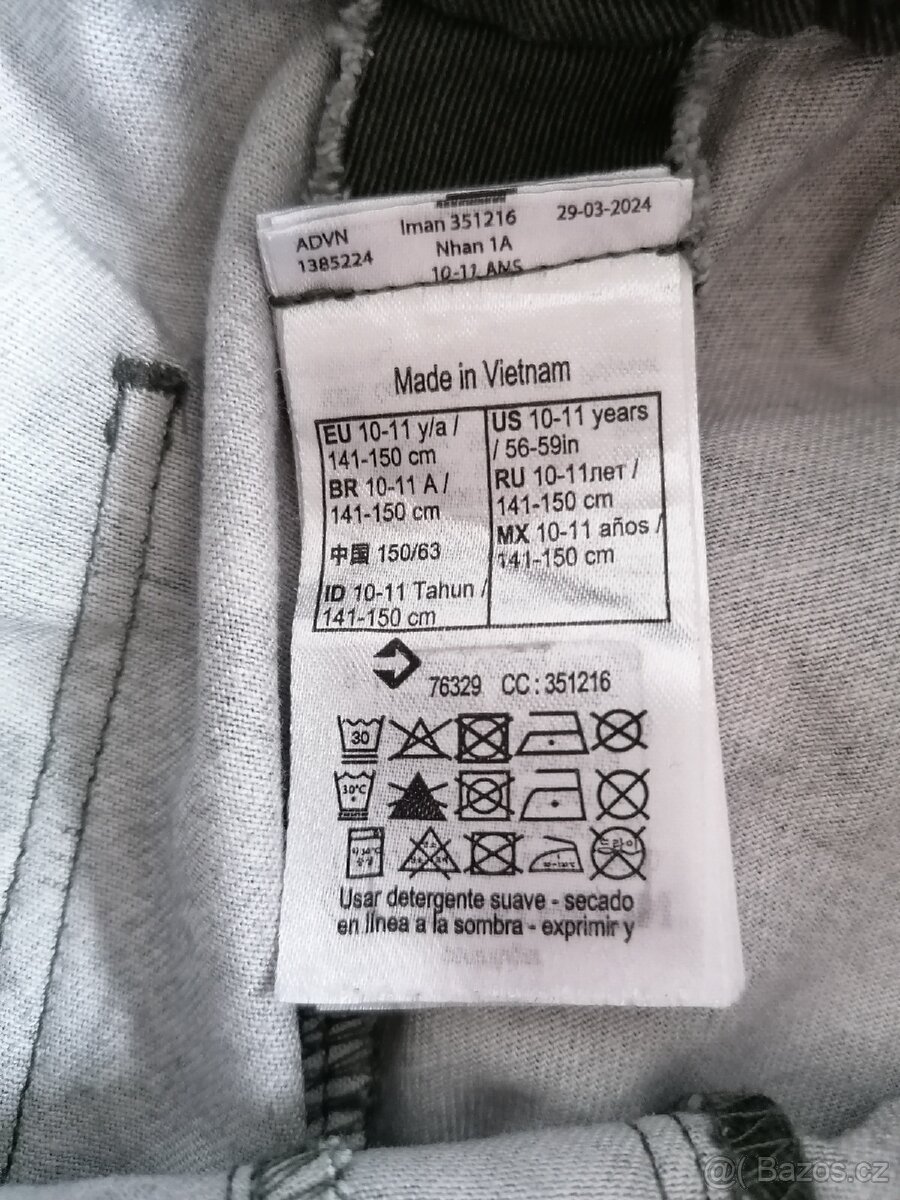 ADVN
1385224
Iman 351216
Nhan 1A
10-11 ANS
29-03-2024
Made in Vietnam
EU 10-11 y/a /
141-150 cm
BR 10-11 A /
141-150 cm
中国 150/63
ID 10-11 Tahun /
141-150 cm
US 10-11 years
/ 56-59in
RU 10-11лет /
141-150 cm
MX 10-11 años /
141-150 cm
76329 CC : 351216
30
30°C
Usar detergente suave - secado
en línea a la sombra - exprimir y
@( Bazos.cz